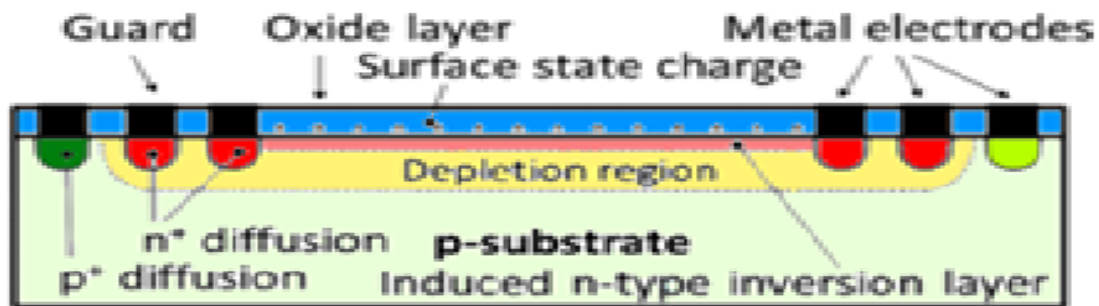 Guard Oxide layer Metal electrodes
Surface state charge
Depletion region
n⁺ diffusion p-substrate
p⁺ diffusion Induced n-type inversion layer